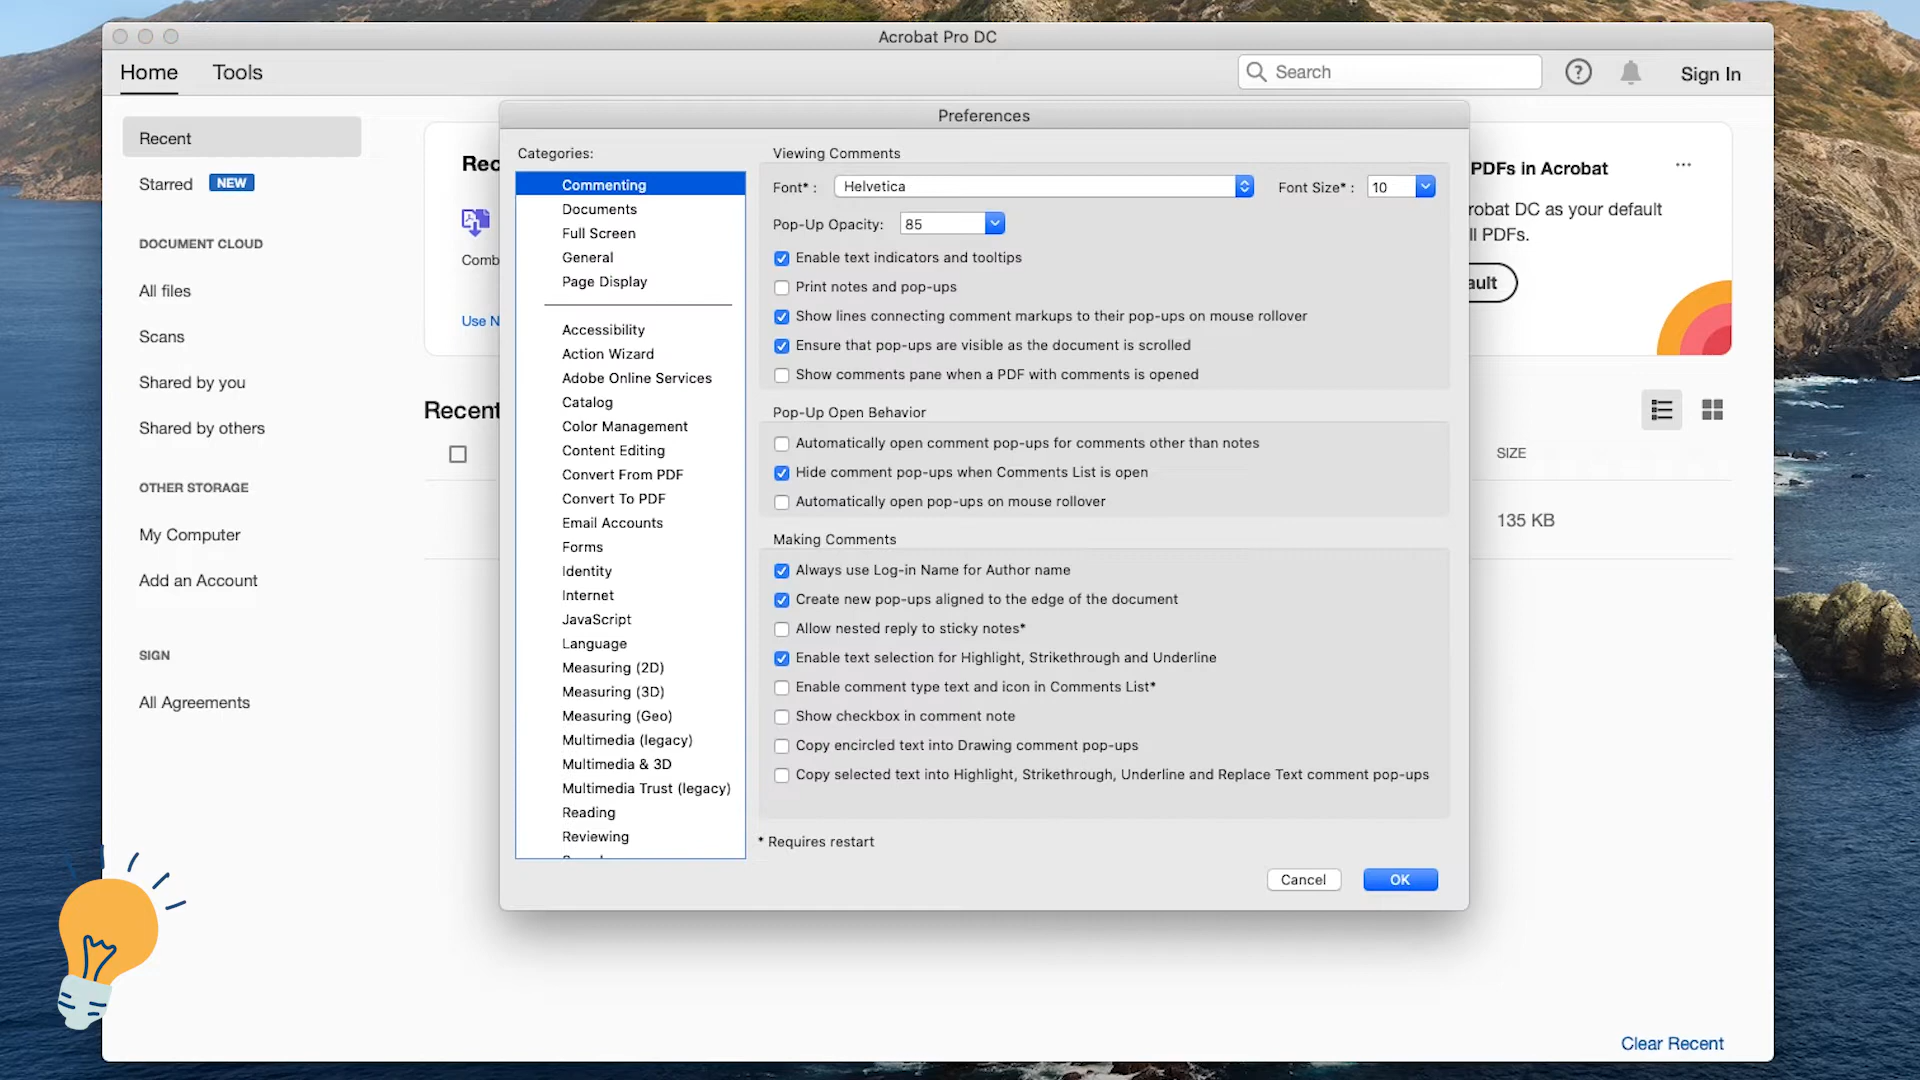 Acrobat Pro DC
Home
Tools
Search
?
Sign In
Preferences
Recent
Starred
NEW
DOCUMENT CLOUD
All files
Scans
Shared by you
Shared by others
OTHER STORAGE
My Computer
Add an Account
SIGN
All Agreements
Rec
Comb
Use N
Recent
Categories:
Commenting
Documents
Full Screen
General
Page Display
Accessibility
Action Wizard
Adobe Online Services
Catalog
Color Management
Content Editing
Convert From PDF
Convert To PDF
Email Accounts
Forms
Identity
Internet
JavaScript
Language
Measuring (2D)
Measuring (3D)
Measuring (Geo)
Multimedia (legacy)
Multimedia & 3D
Multimedia Trust (legacy)
Reading
Reviewing
Viewing Comments
Font* : Helvetica
Font Size* : 10
Pop-Up Opacity: 85
Enable text indicators and tooltips
Print notes and pop-ups
Show lines connecting comment markups to their pop-ups on mouse rollover
Ensure that pop-ups are visible as the document is scrolled
Show comments pane when a PDF with comments is opened
Pop-Up Open Behavior
Automatically open comment pop-ups for comments other than notes
Hide comment pop-ups when Comments List is open
Automatically open pop-ups on mouse rollover
Making Comments
Always use Log-in Name for Author name
Create new pop-ups aligned to the edge of the document
Allow nested reply to sticky notes*
Enable text selection for Highlight, Strikethrough and Underline
Enable comment type text and icon in Comments List*
Show checkbox in comment note
Copy encircled text into Drawing comment pop-ups
Copy selected text into Highlight, Strikethrough, Underline and Replace Text comment pop-ups
* Requires restart
Cancel
OK
PDFs in Acrobat
robat DC as your default
ll PDFs.
ault
SIZE
135 KB
Clear Recent